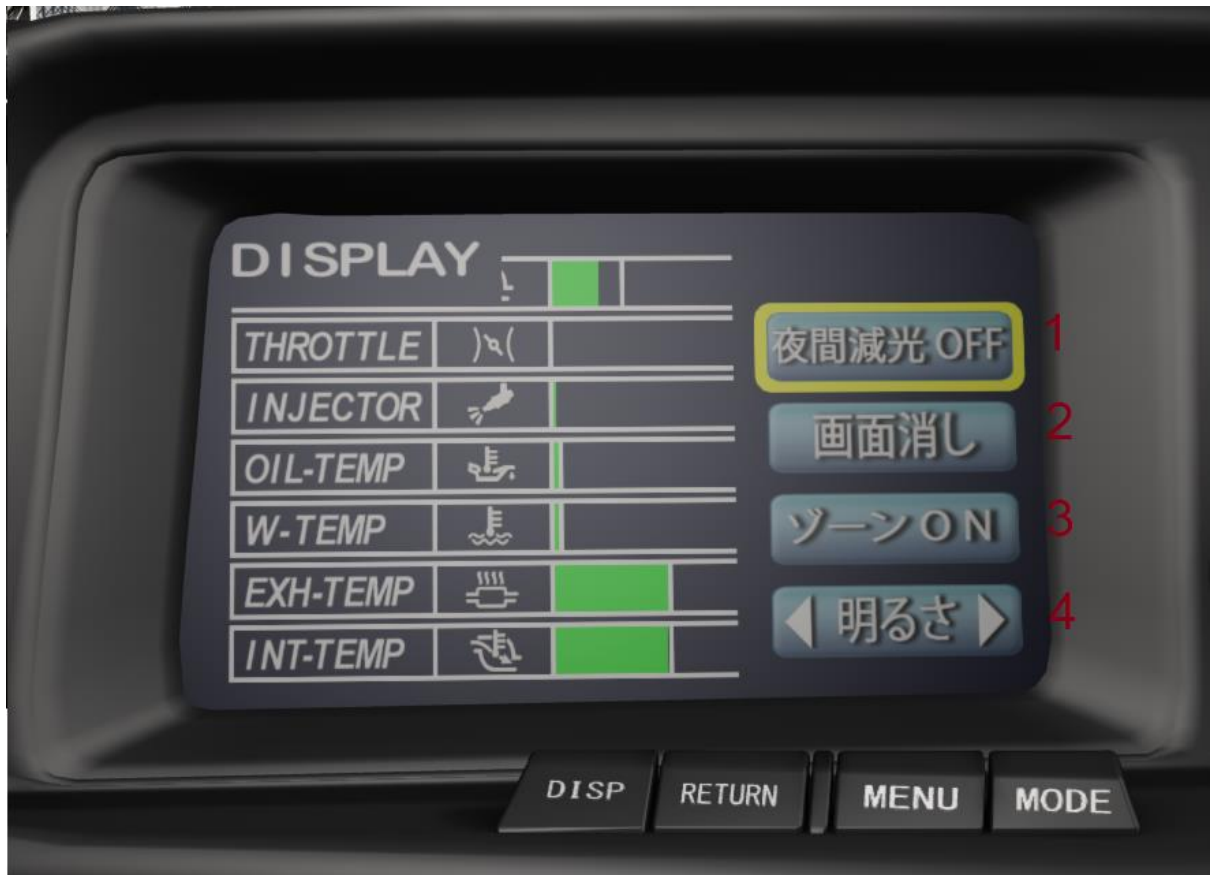 DISPLAY
THROTTLE
夜間減光 OFF
1
INJECTOR
画面消し
2
OIL-TEMP
W-TEMP
ゾーンON
3
EXH-TEMP
明るさ
4
INT-TEMP
DISP
RETURN
MENU
MODE